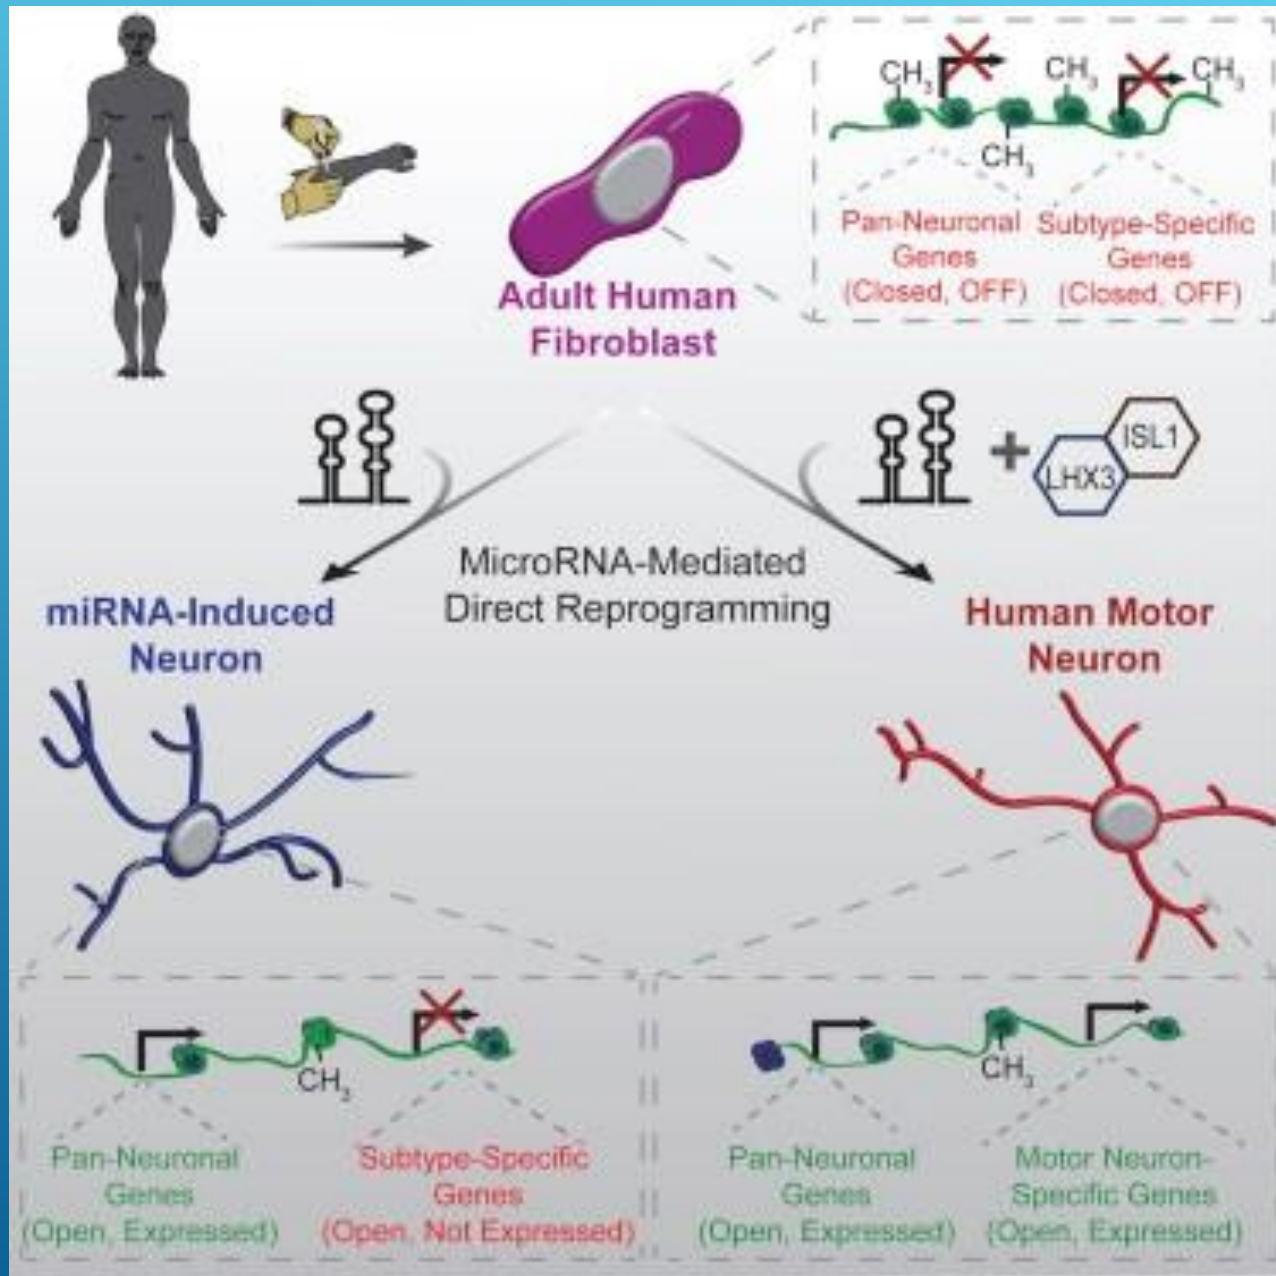 CH3
CH3
CH3
CH3
Pan-Neuronal
Genes
(Closed, OFF)
Subtype-Specific
Genes
(Closed, OFF)
Adult Human
Fibroblast
ISL1
+
LHX3
MicroRNA-Mediated
Direct Reprogramming
miRNA-Induced
Neuron
Human Motor
Neuron
CH3
Pan-Neuronal
Genes
(Open, Expressed)
Subtype-Specific
Genes
(Open, Not Expressed)
CH3
Pan-Neuronal
Genes
(Open, Expressed)
Motor Neuron-
Specific Genes
(Open, Expressed)